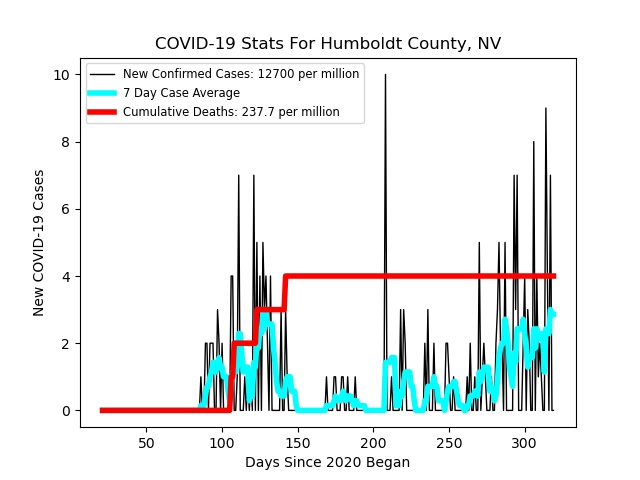 COVID-19 Stats For Humboldt County, NV
New Confirmed Cases: 12700 per million
7 Day Case Average
Cumulative Deaths: 237.7 per million
New COVID-19 Cases
10
8
6
4
2
0
50 100 150 200 250 300
Days Since 2020 Began